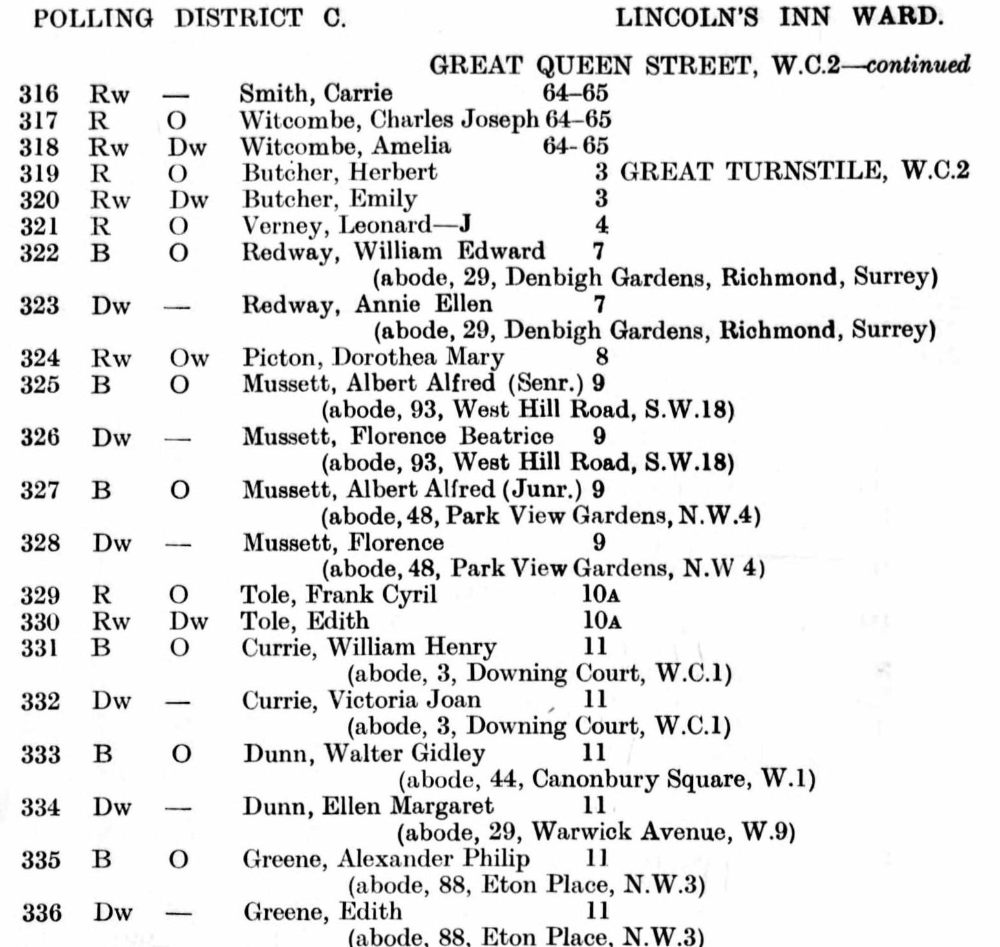 POLLING DISTRICT C. LINCOLN'S INN WARD.
GREAT QUEEN STREET, W.C.2—continued
316 Rw — Smith, Carrie 64–65
317 R O Witcombe, Charles Joseph 64–65
318 Rw Dw Witcombe, Amelia 64-65
319 R O Butcher, Herbert 3 GREAT TURNSTILE, W.C.2
320 Rw Dw Butcher, Emily 3
321 R O Verney, Leonard—J 4
322 B O Redway, William Edward 7
(abode, 29, Denbigh Gardens, Richmond, Surrey)
323 Dw — Redway, Annie Ellen 7
(abode, 29, Denbigh Gardens, Richmond, Surrey)
324 Rw Ow Picton, Dorothea Mary 8
325 B O Mussett, Albert Alfred (Senr.) 9
(abode, 93, West Hill Road, S.W.18)
326 Dw — Mussett, Florence Beatrice 9
(abode, 93, West Hill Road, S.W.18)
327 B O Mussett, Albert Alfred (Junr.) 9
(abode, 48, Park View Gardens, N.W.4)
328 Dw — Mussett, Florence 9
(abode, 48, Park View Gardens, N.W 4)
329 R O Tole, Frank Cyril 10A
330 Rw Dw Tole, Edith 10A
331 B O Currie, William Henry 11
(abode, 3, Downing Court, W.C.1)
332 Dw — Currie, Victoria Joan 11
(abode, 3, Downing Court, W.C.1)
333 B O Dunn, Walter Gidley 11
(abode, 44, Canonbury Square, W.1)
334 Dw — Dunn, Ellen Margaret 11
(abode, 29, Warwick Avenue, W.9)
335 B O Greene, Alexander Philip 11
(abode, 88, Eton Place, N.W.3)
336 Dw — Greene, Edith 11
(abode, 88, Eton Place, N.W.3)